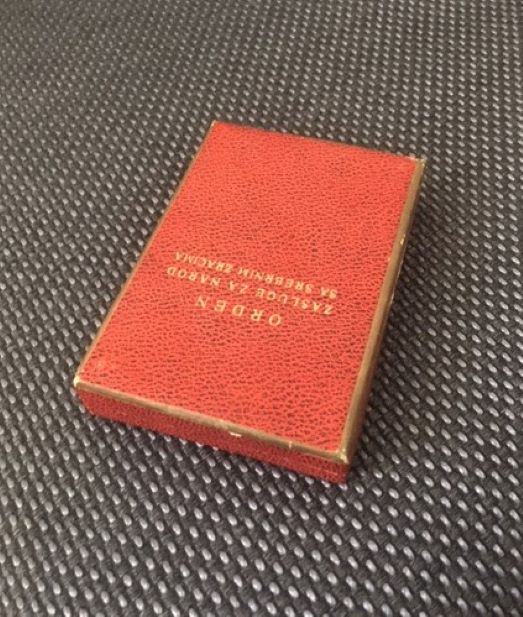 ORDEN
ZASLUGE ZA NAROD
SA SREBRNIM ZRACIMA